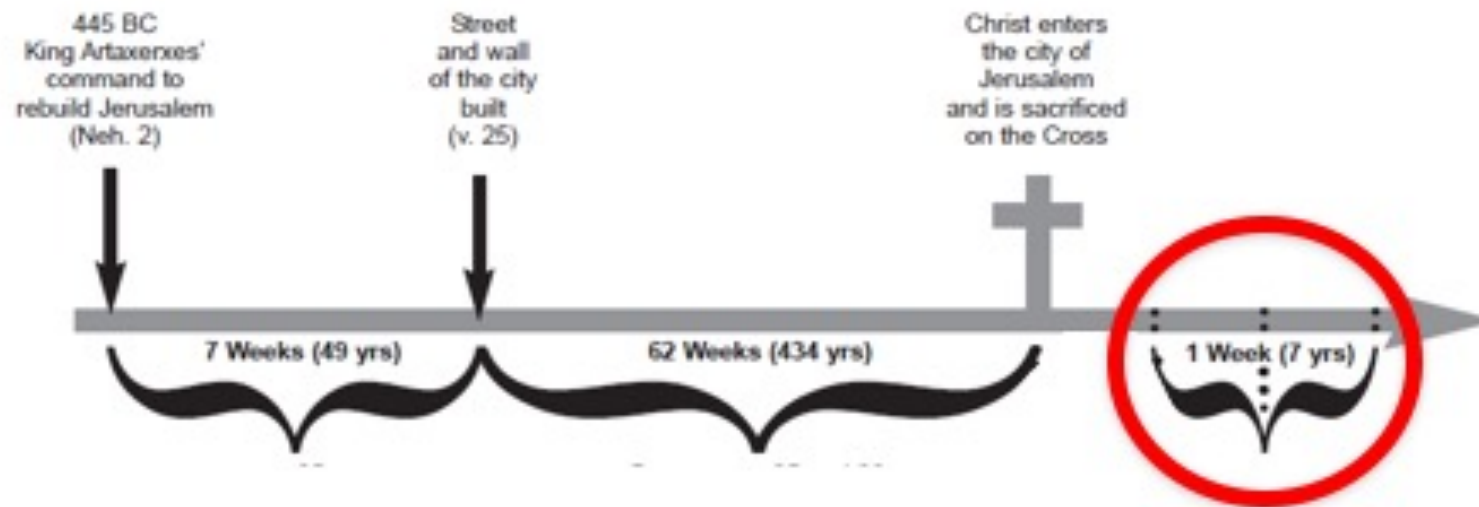 445 BC
King Artaxerxes'
command to
rebuild Jerusalem
(Neh. 2)
Street
and wall
of the city
built
(v. 25)
Christ enters
the city of
Jerusalem
and is sacrificed
on the Cross
7 Weeks (49 yrs)
62 Weeks (434 yrs)
1 Week (7 yrs)